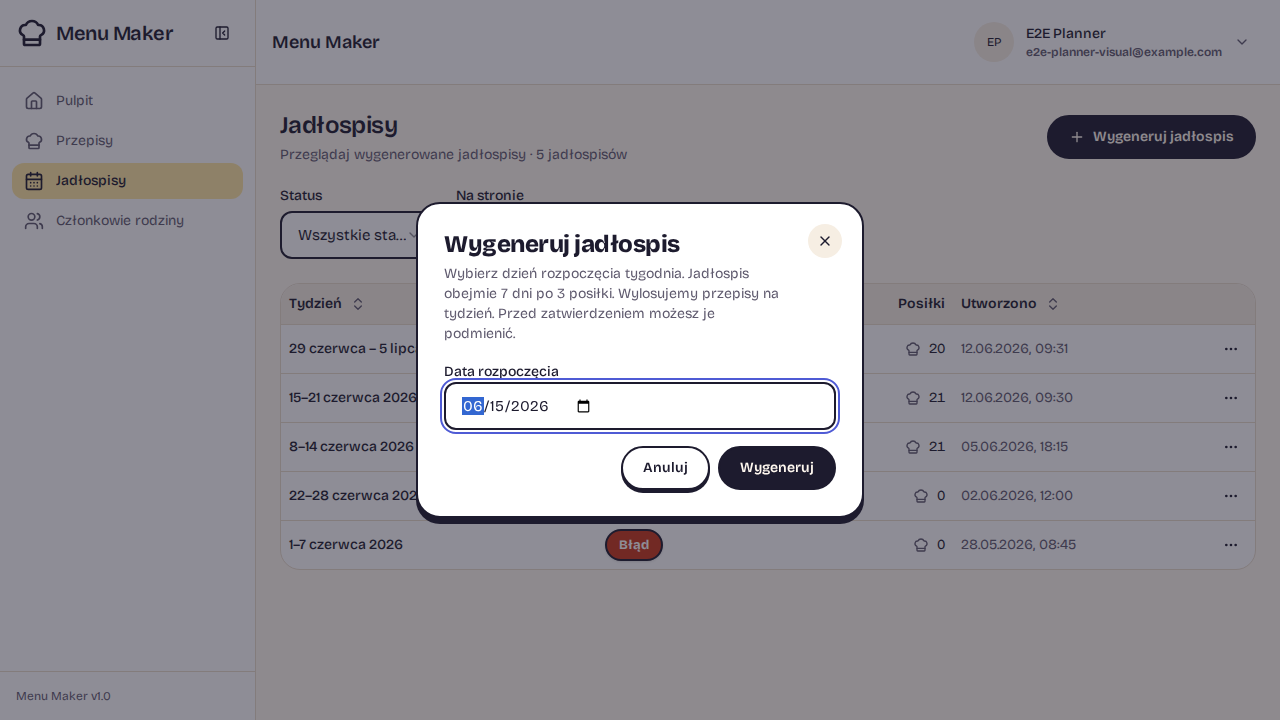 Menu Maker
Menu Maker
EP
E2E Planner
e2e-planner-visual@example.com
Pulpit
Przepisy
Jadłospisy
Członkowie rodziny
Jadłospisy
Przeglądaj wygenerowane jadłospisy · 5 jadłospisów
Wygeneruj jadłospis
Status
Na stronie
Wszystkie sta...
Wygeneruj jadłospis
Wybierz dzień rozpoczęcia tygodnia. Jadłospis
obejmie 7 dni po 3 posiłki. Wylosujemy przepisy na
tydzień. Przed zatwierdzeniem możesz je
podmienić.
Data rozpoczęcia
06/15/2026
Anuluj
Wygeneruj
Tydzień
Posiłki
Utworzono
29 czerwca – 5 lipc
20
12.06.2026, 09:31
15–21 czerwca 2026
21
12.06.2026, 09:30
8–14 czerwca 2026
21
05.06.2026, 18:15
22–28 czerwca 202
0
02.06.2026, 12:00
1–7 czerwca 2026
Błąd
0
28.05.2026, 08:45
Menu Maker v1.0